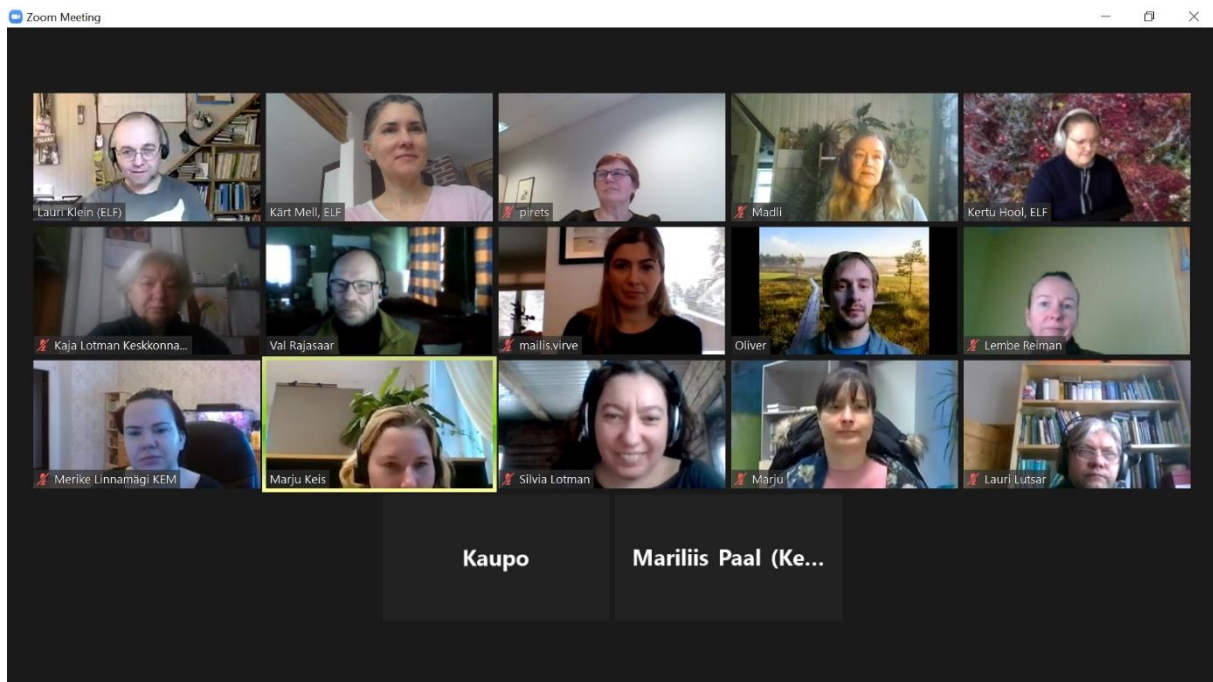 Zoom Meeting
Lauri Klein (ELF)
Kärt Mell, ELF
pirets
Madli
Kertu Hool, ELF
Kaja Lotman Keskkonna...
Val Rajasaar
mailis.virve
Oliver
Lembe Reiman
Merike Linnamägi KEM
Marju Keis
Silvia Lotman
Marju
Lauri Lutsar
Kaupo
Mariliis Paal (Ke...